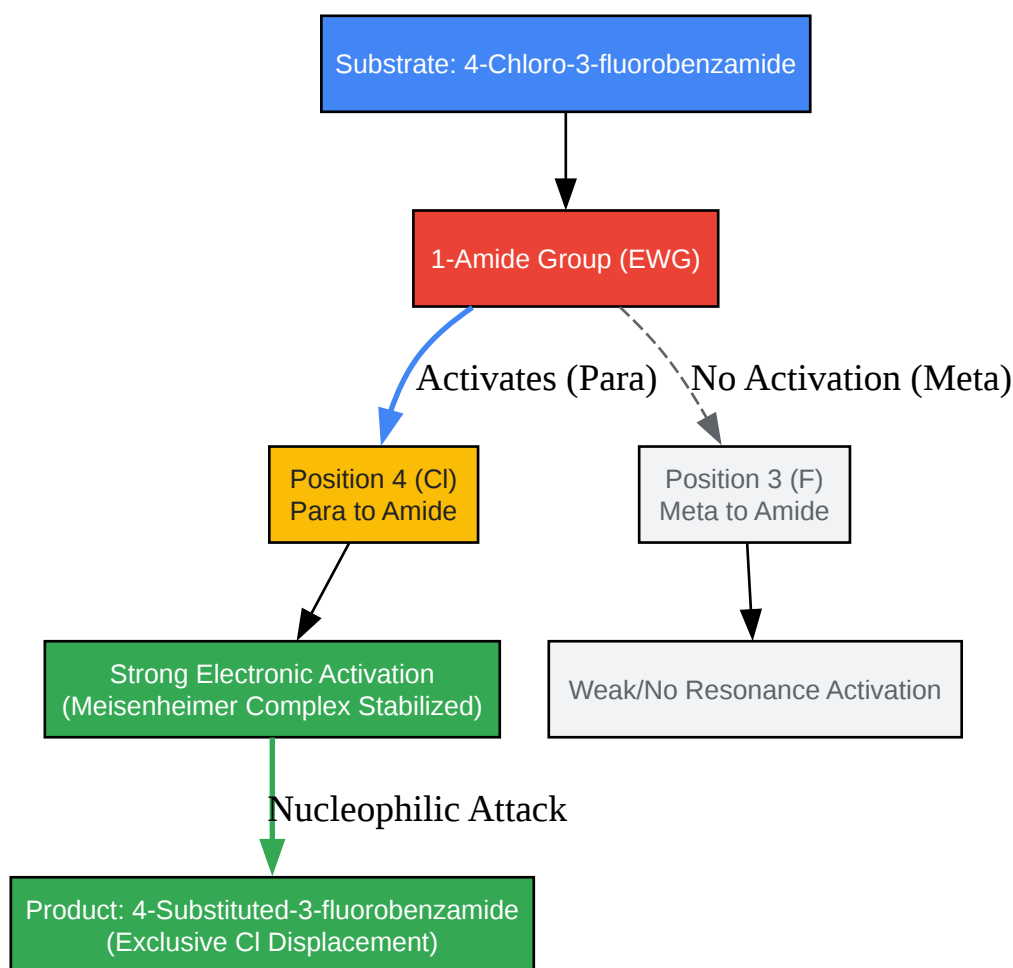 Substrate: 4-Chloro-3-fluorobenzamide
1-Amide Group (EWG)
Activates (Para)
No Activation (Meta)
Position 4 (Cl)
Para to Amide
Position 3 (F)
Meta to Amide
Strong Electronic Activation
(Meisenheimer Complex Stabilized)
Weak/No Resonance Activation
Nucleophilic Attack
Product: 4-Substituted-3-fluorobenzamide
(Exclusive Cl Displacement)